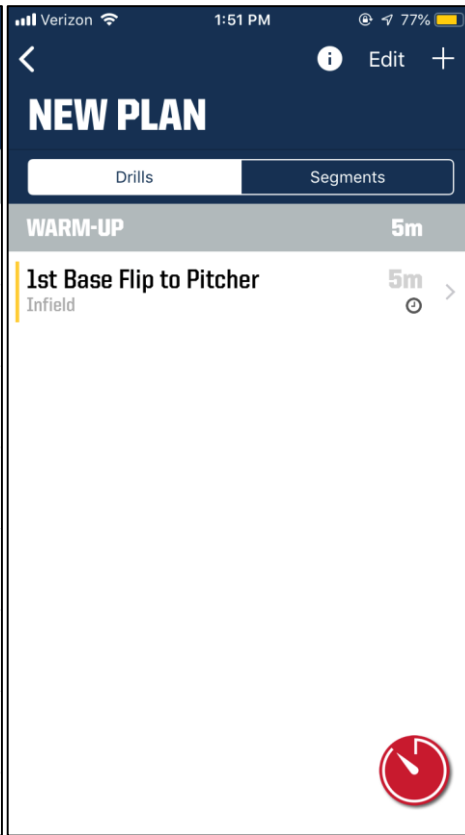 Verizon 1:51 PM 77%
Edit
NEW PLAN
Drills Segments
WARM-UP 5m
1st Base Flip to Pitcher 5m
Infield